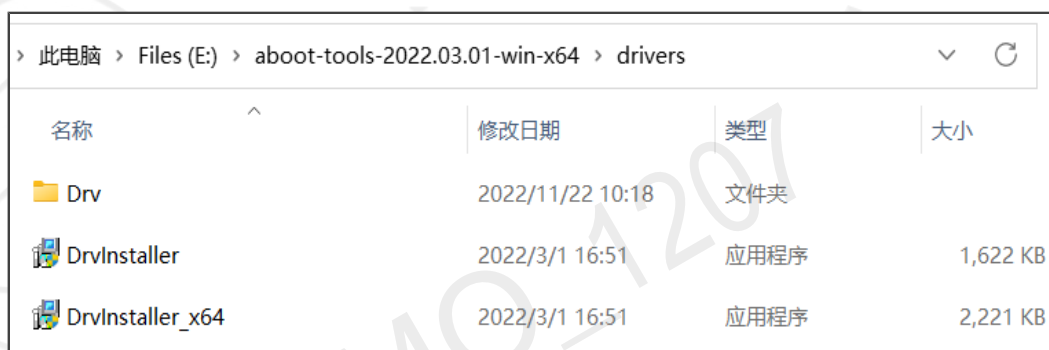 此电脑 > Files (E:) > aboot-tools-2022.03.01-win-x64 > drivers
名称 修改日期 类型 大小
Drv 2022/11/22 10:18 文件夹
DrvInstaller 2022/3/1 16:51 应用程序 1,622 KB
DrvInstaller_x64 2022/3/1 16:51 应用程序 2,221 KB
MO_1207